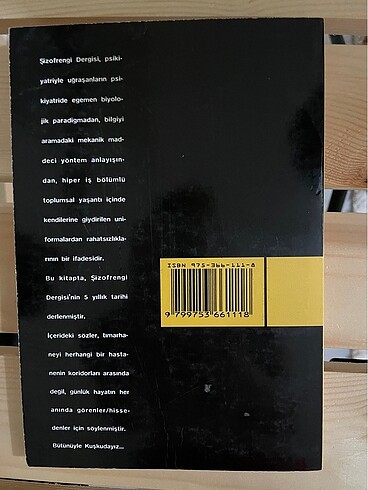 Şizofrengi Dergisi, psiki-
yatriyle uğraşanların psi-
kiyatride egemen biyolo-
jik paradigmadan, bilgiyi
aramadaki mekanik mad-
deci yöntem anlayışın-
dan, hiper iş bölümlü
toplumsal yaşantı içinde
kendilerine giydirilen uni-
formalardan rahatsızlıkla-
rının bir ifadesidir.
Bu kitapta, Şizofrengi
Dergisi'nin 5 yıllık tarihi
derlenmiştir.
İçerideki sözler, tımarha-
neyi herhangi bir hasta-
nenin koridorları arasında
değil, günlük hayatın her
anında görenler/hisse-
denler için söylenmiştir.
Bütünüyle Kuşkudayız...
ISBN 975-366-111-8
9 799753 661118